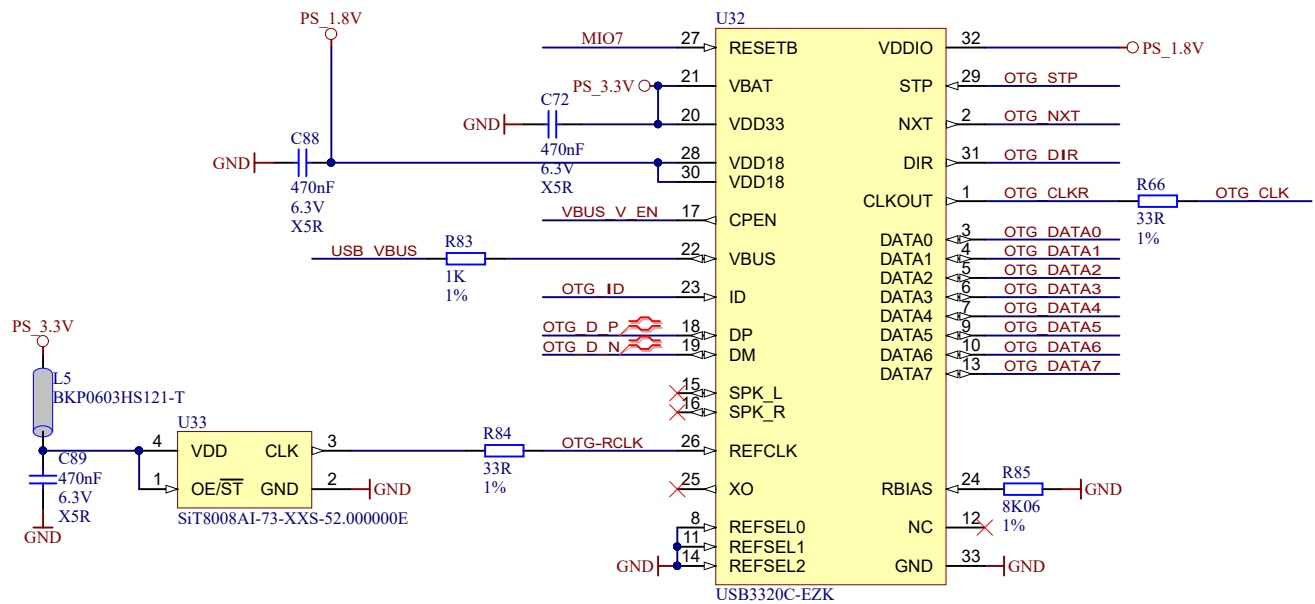 U32
PS_1.8V
MIO7 27 RESETB VDDIO 32 PS_1.8V
PS_3.3V 21 VBAT STP 29 OTG_STP
C72
GND 20 VDD33 NXT 2 OTG_NXT
470nF
6.3V
X5R
C88
GND 28 VDD18 DIR 31 OTG_DIR
470nF
6.3V
X5R
30 VDD18
VBUS_V_EN 17 CPEN CLKOUT 1 OTG_CLKR R66 OTG_CLK
33R
1%
USB_VBUS R83 22 VBUS
1K
1%
DATA0 3 OTG_DATA0
DATA1 4 OTG_DATA1
DATA2 5 OTG_DATA2
OTG_ID 23 ID DATA3 6 OTG_DATA3
DATA4 7 OTG_DATA4
OTG_D_P 18 DP DATA5 9 OTG_DATA5
OTG_D_N 19 DM DATA6 10 OTG_DATA6
DATA7 13 OTG_DATA7
15 SPK_L
16 SPK_R
PS_3.3V
L5
BKP0603HS121-T
U33
4 VDD CLK 3 R84 OTG-RCLK 26 REFCLK
33R
1%
C89
470nF
6.3V
X5R
GND
1 OE/ST GND 2 GND
SiT8008AI-73-XXS-52.000000E
25 XO RBIAS 24 R85 GND
8K06
1%
8 REFSEL0 NC 12
11 REFSEL1
GND 14 REFSEL2 GND 33 GND
USB3320C-EZK